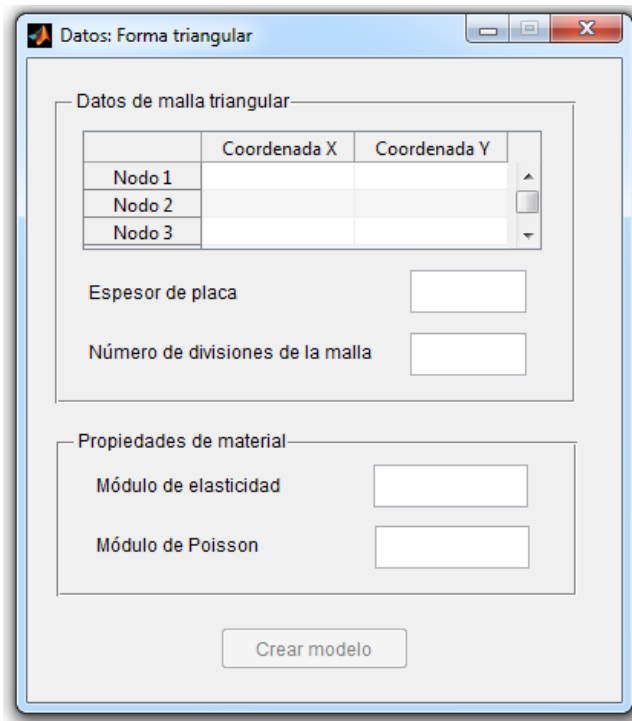 Datos: Forma triangular
Datos de malla triangular
Coordenada X Coordenada Y
Nodo 1
Nodo 2
Nodo 3
Espesor de placa
Número de divisiones de la malla
Propiedades de material
Módulo de elasticidad
Módulo de Poisson
Crear modelo